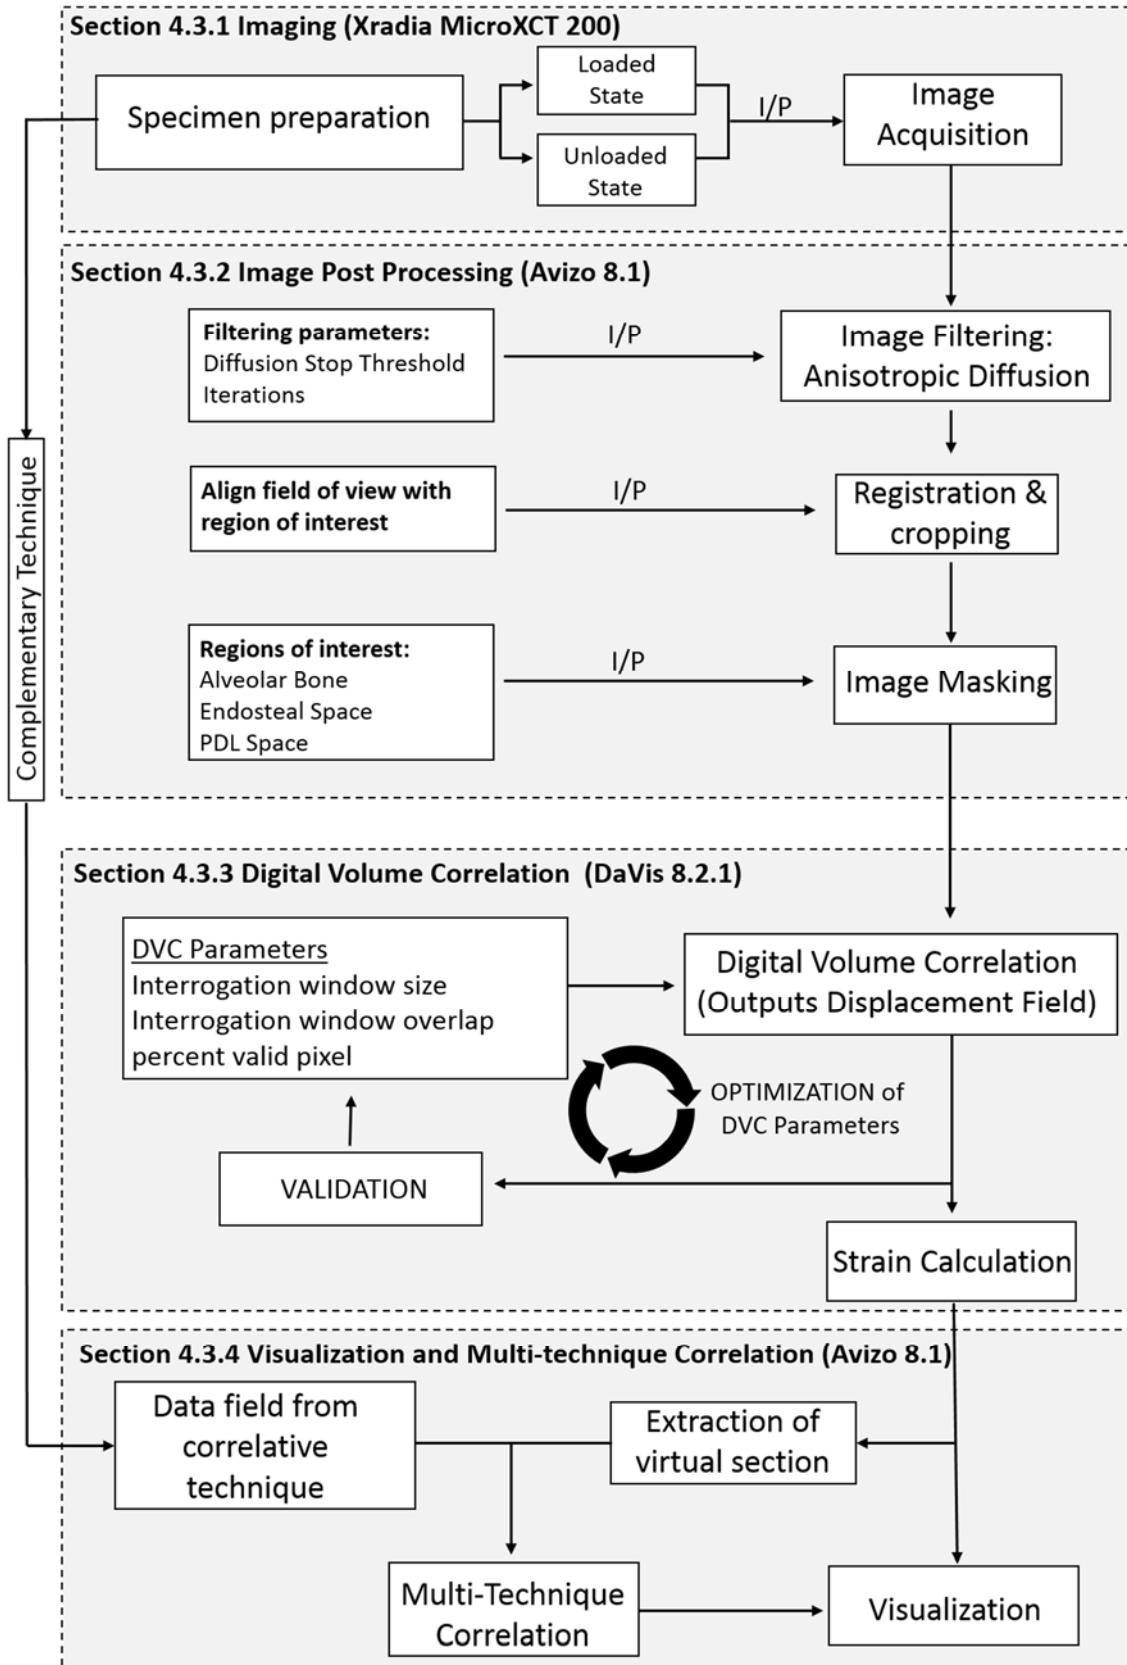 Section 4.3.1 Imaging (Xradia MicroXCT 200)
Specimen preparation
Loaded
State
Unloaded
State
I/P
Image
Acquisition
Complementary Technique
Section 4.3.2 Image Post Processing (Avizo 8.1)
Filtering parameters:
Diffusion Stop Threshold
Iterations
I/P
Image Filtering:
Anisotropic Diffusion
Align field of view with
region of interest
I/P
Registration &
cropping
Regions of interest:
Alveolar Bone
Endosteal Space
PDL Space
I/P
Image Masking
Section 4.3.3 Digital Volume Correlation (DaVis 8.2.1)
DVC Parameters
Interrogation window size
Interrogation window overlap
percent valid pixel
Digital Volume Correlation
(Outputs Displacement Field)
OPTIMIZATION of
DVC Parameters
VALIDATION
Strain Calculation
Section 4.3.4 Visualization and Multi-technique Correlation (Avizo 8.1)
Data field from
correlative
technique
Extraction of
virtual section
Multi-Technique
Correlation
Visualization